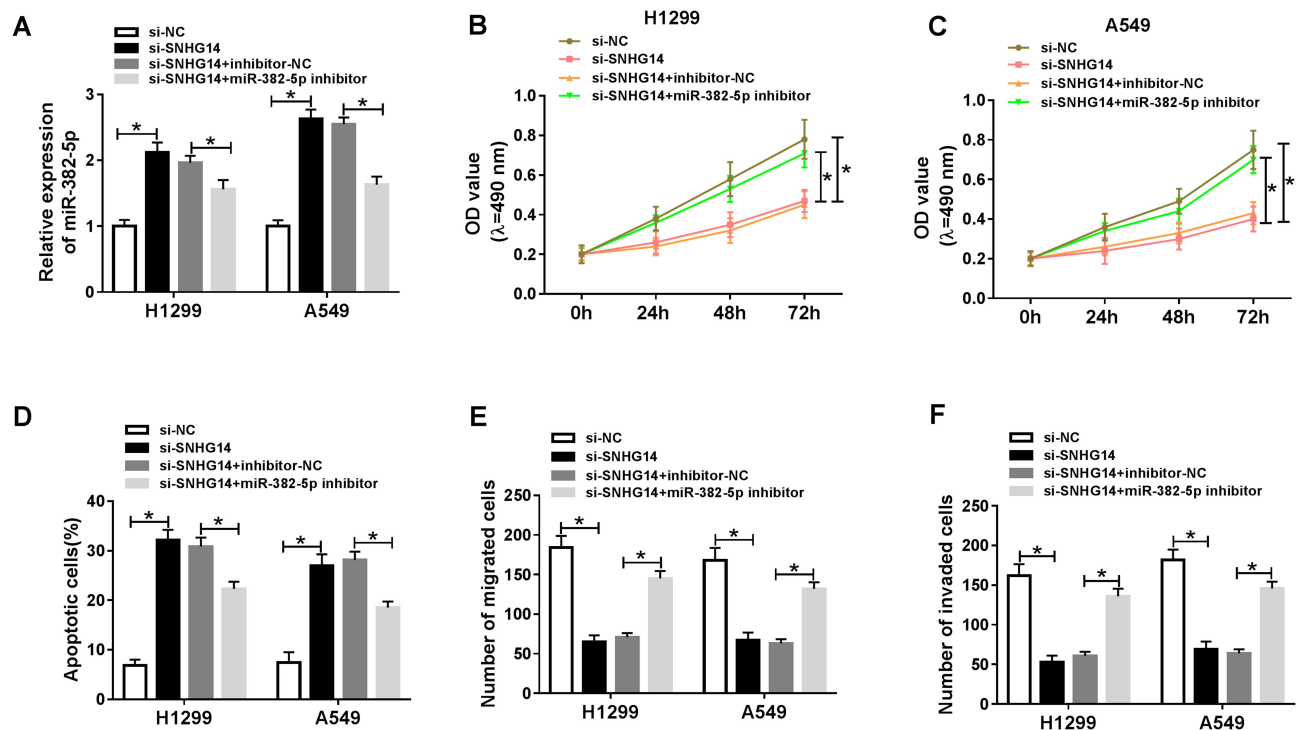 A
si-NC
si-SNHG14
si-SNHG14+inhibitor-NC
si-SNHG14+miR-382-5p inhibitor
Relative expression
of miR-382-5p
3
2
1
0
* * * *
H1299 A549
B
H1299
si-NC
si-SNHG14
si-SNHG14+inhibitor-NC
si-SNHG14+miR-382-5p inhibitor
OD value
(λ=490 nm)
1.0
0.8
0.6
0.4
0.2
0.0
* *
0h 24h 48h 72h
C
A549
si-NC
si-SNHG14
si-SNHG14+inhibitor-NC
si-SNHG14+miR-382-5p inhibitor
OD value
(λ=490 nm)
1.0
0.8
0.6
0.4
0.2
0.0
* *
0h 24h 48h 72h
D
si-NC
si-SNHG14
si-SNHG14+inhibitor-NC
si-SNHG14+miR-382-5p inhibitor
Apoptotic cells(%)
40
30
20
10
0
* * * *
H1299 A549
E
si-NC
si-SNHG14
si-SNHG14+inhibitor-NC
si-SNHG14+miR-382-5p inhibitor
Number of migrated cells
250
200
150
100
50
0
* * * *
H1299 A549
F
si-NC
si-SNHG14
si-SNHG14+inhibitor-NC
si-SNHG14+miR-382-5p inhibitor
Number of invaded cells
250
200
150
100
50
0
* * * *
H1299 A549